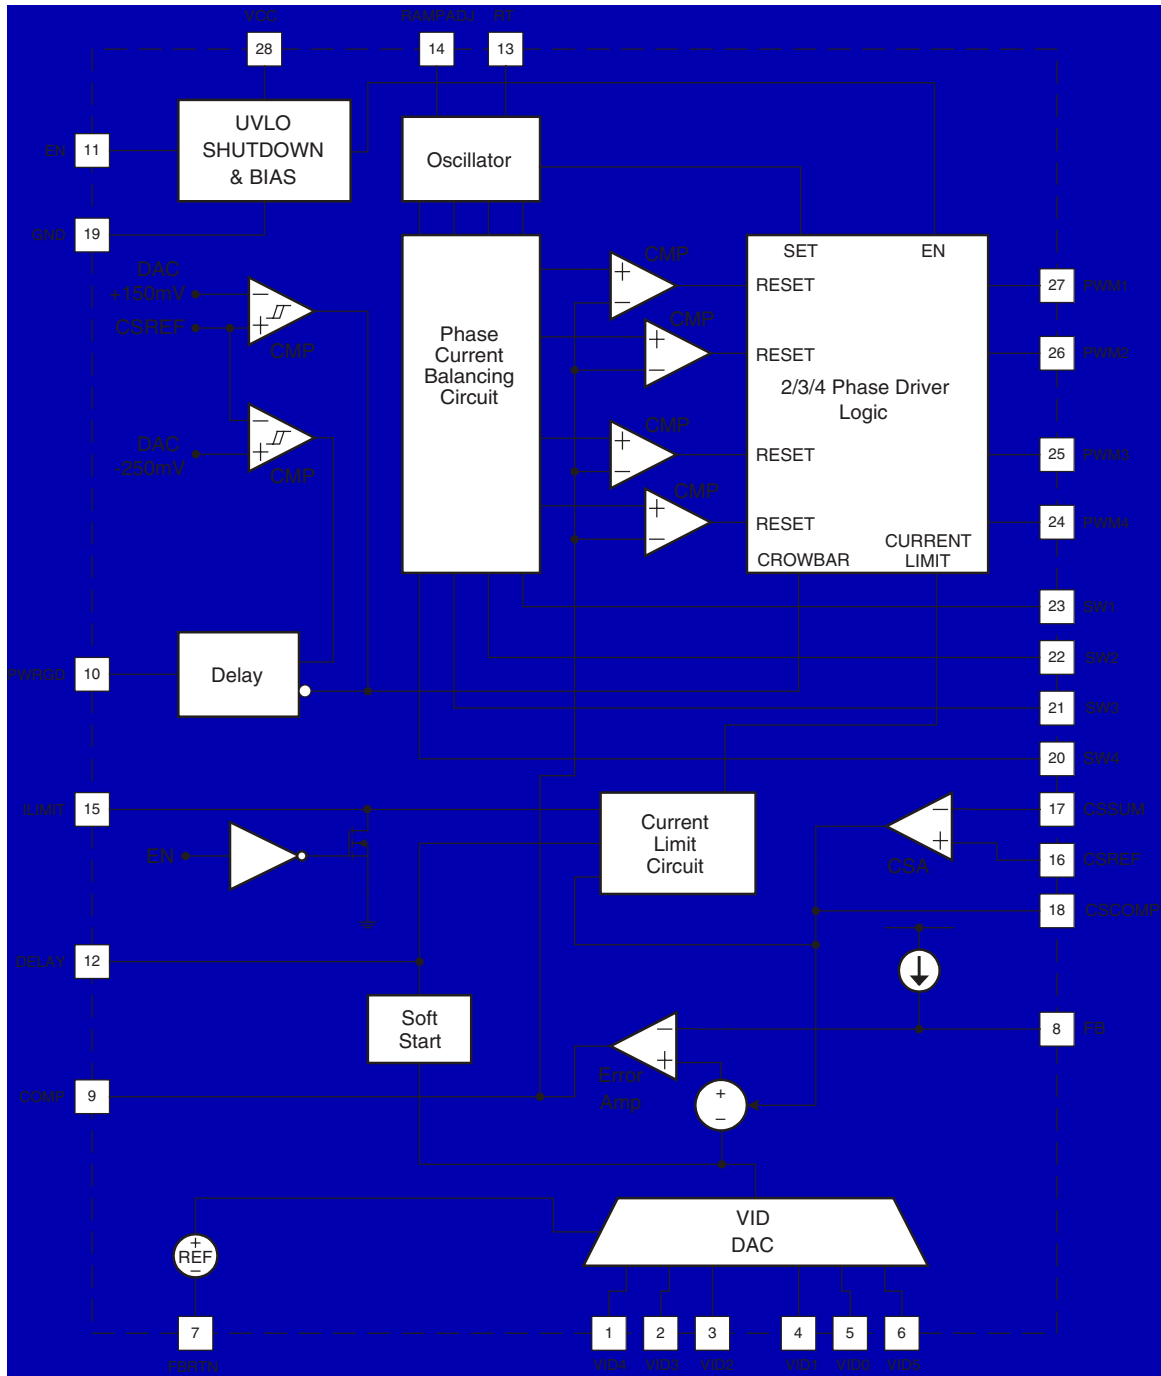 VCC
RAMPADJ RT
28
14
13
UVLO
SHUTDOWN
& BIAS
Oscillator
EN
11
GND
19
SET
EN
DAC
+150mV
CSREF
CMP
CMP
RESET
27
PWM1
CMP
RESET
26
PWM2
Phase
Current
Balancing
Circuit
2/3/4 Phase Driver
Logic
DAC
-250mV
CMP
CMP
RESET
25
PWM3
CMP
RESET
24
PWM4
CROWBAR
CURRENT
LIMIT
23
SW1
22
SW2
PWRGD
10
Delay
21
SW3
20
SW4
ILIMIT
15
17
CSSUM
Current
Limit
Circuit
EN
CSA
16
CSREF
18
CSCOMP
DELAY
12
Soft
Start
8
FB
Error
Amp
COMP
9
VID
DAC
REF
7
1
2
3
4
5
6
FBRTN
VID4
VID3
VID2
VID1
VID0
VID5